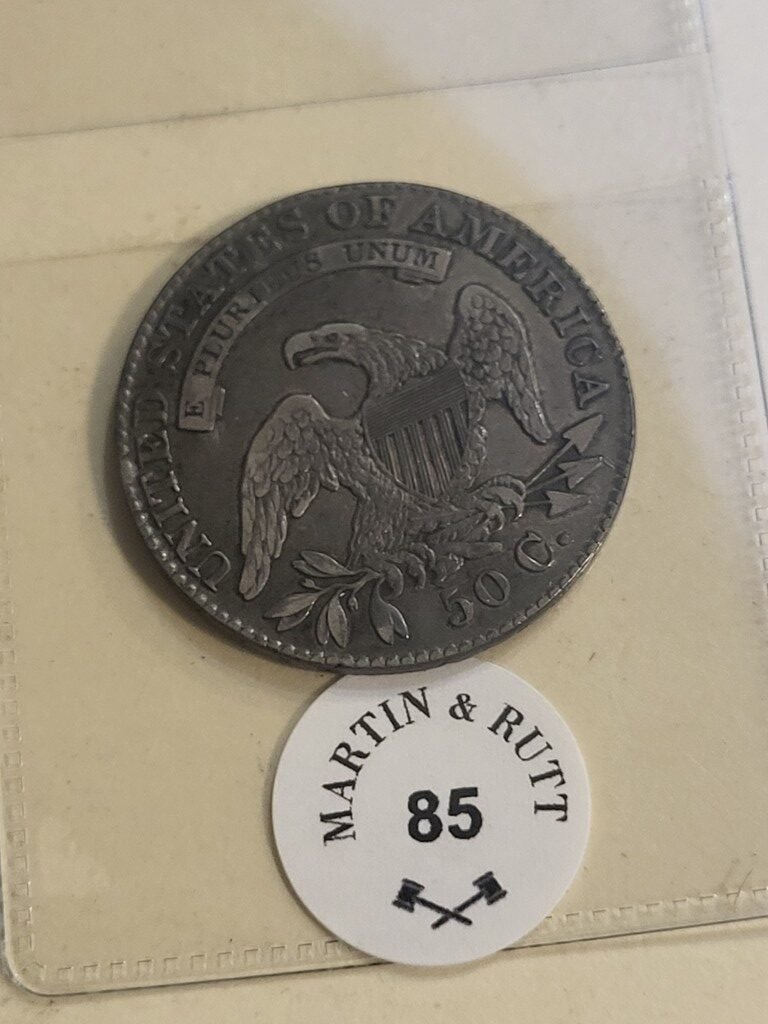 UNITED STATES OF AMERICA
E PLURIBUS UNUM
50 C.
MARTIN & RUTT
85